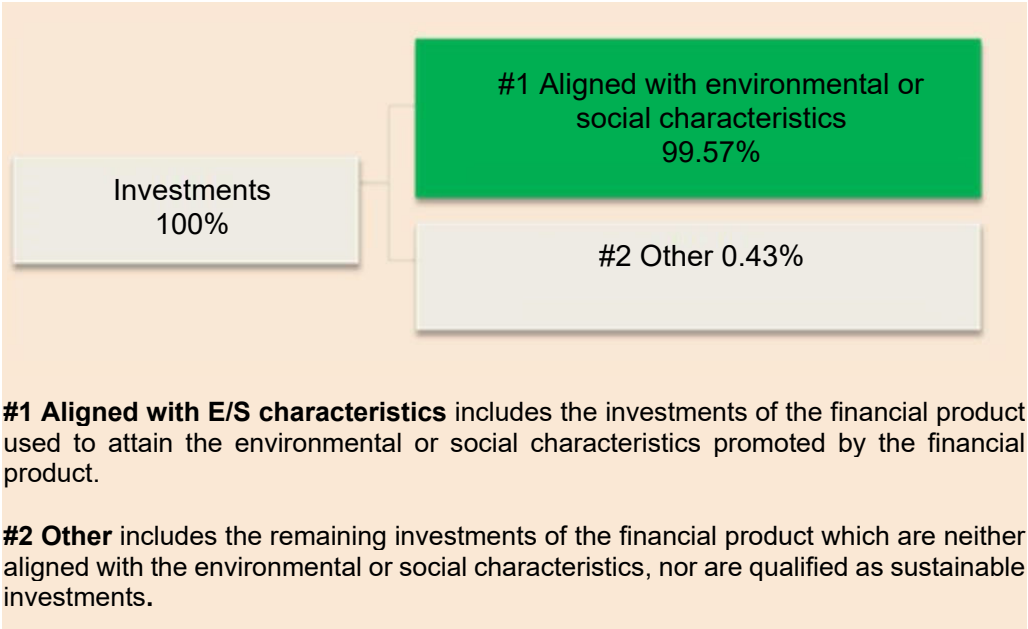 #1 Aligned with environmental or
social characteristics
99.57%
Investments
100%
#2 Other 0.43%
#1 Aligned with E/S characteristics includes the investments of the financial product
used to attain the environmental or social characteristics promoted by the financial
product.
#2 Other includes the remaining investments of the financial product which are neither
aligned with the environmental or social characteristics, nor are qualified as sustainable
investments.